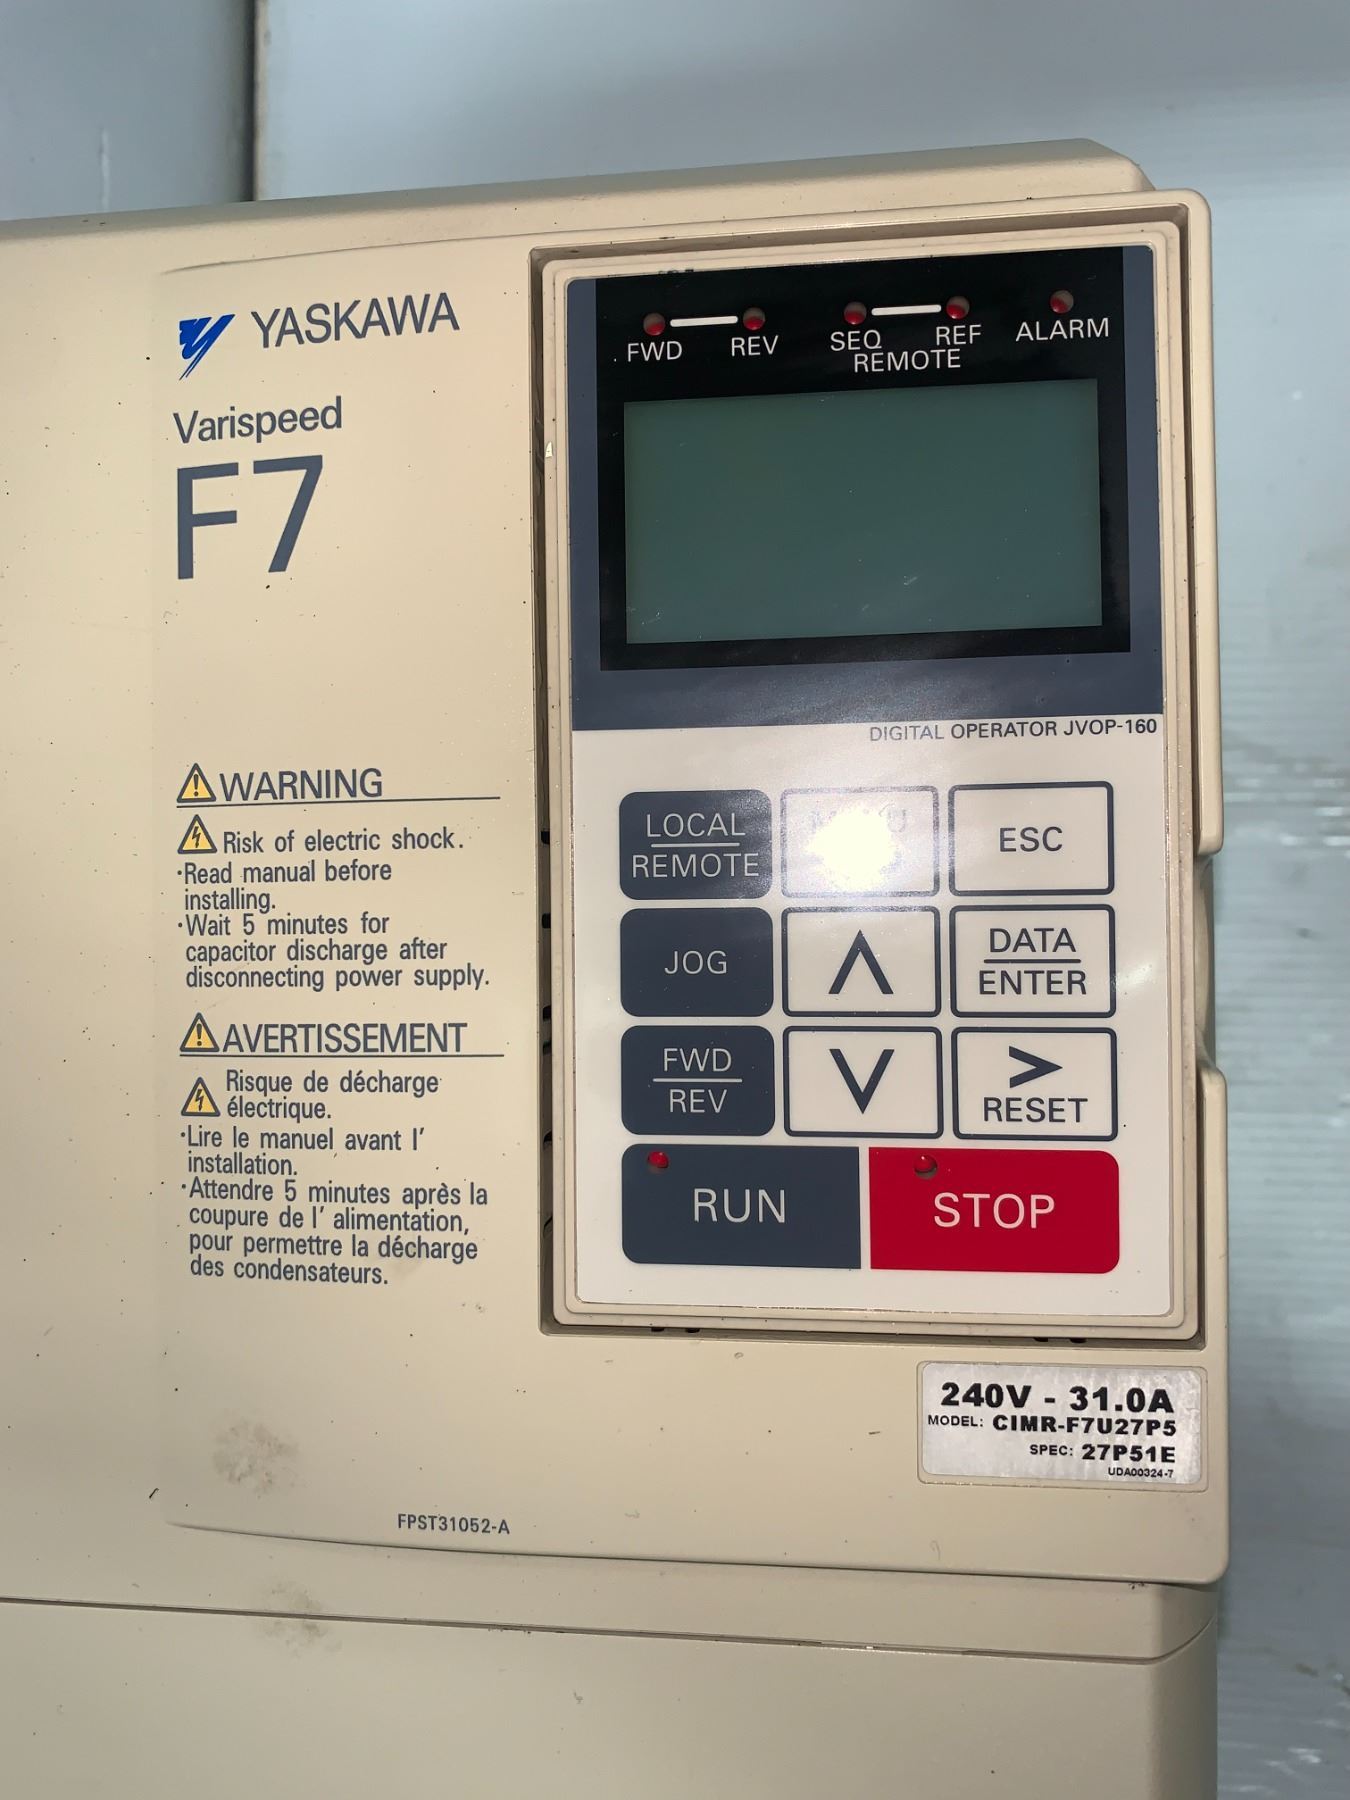 YASKAWA
Varispeed
F7
WARNING
Risk of electric shock.
·Read manual before
installing.
·Wait 5 minutes for
capacitor discharge after
disconnecting power supply.
AVERTISSEMENT
Risque de décharge
électrique.
·Lire le manuel avant l'
installation.
·Attendre 5 minutes après la
coupure de l' alimentation,
pour permettre la décharge
des condensateurs.
FPST31052-A
FWD REV SEQ REF ALARM
REMOTE
DIGITAL OPERATOR JVOP-160
LOCAL
REMOTE
ESC
JOG
DATA
ENTER
FWD
REV
>
RESET
RUN
STOP
240V - 31.0A
MODEL: CIMR-F7U27P5
SPEC: 27P51E
UDA00324-7